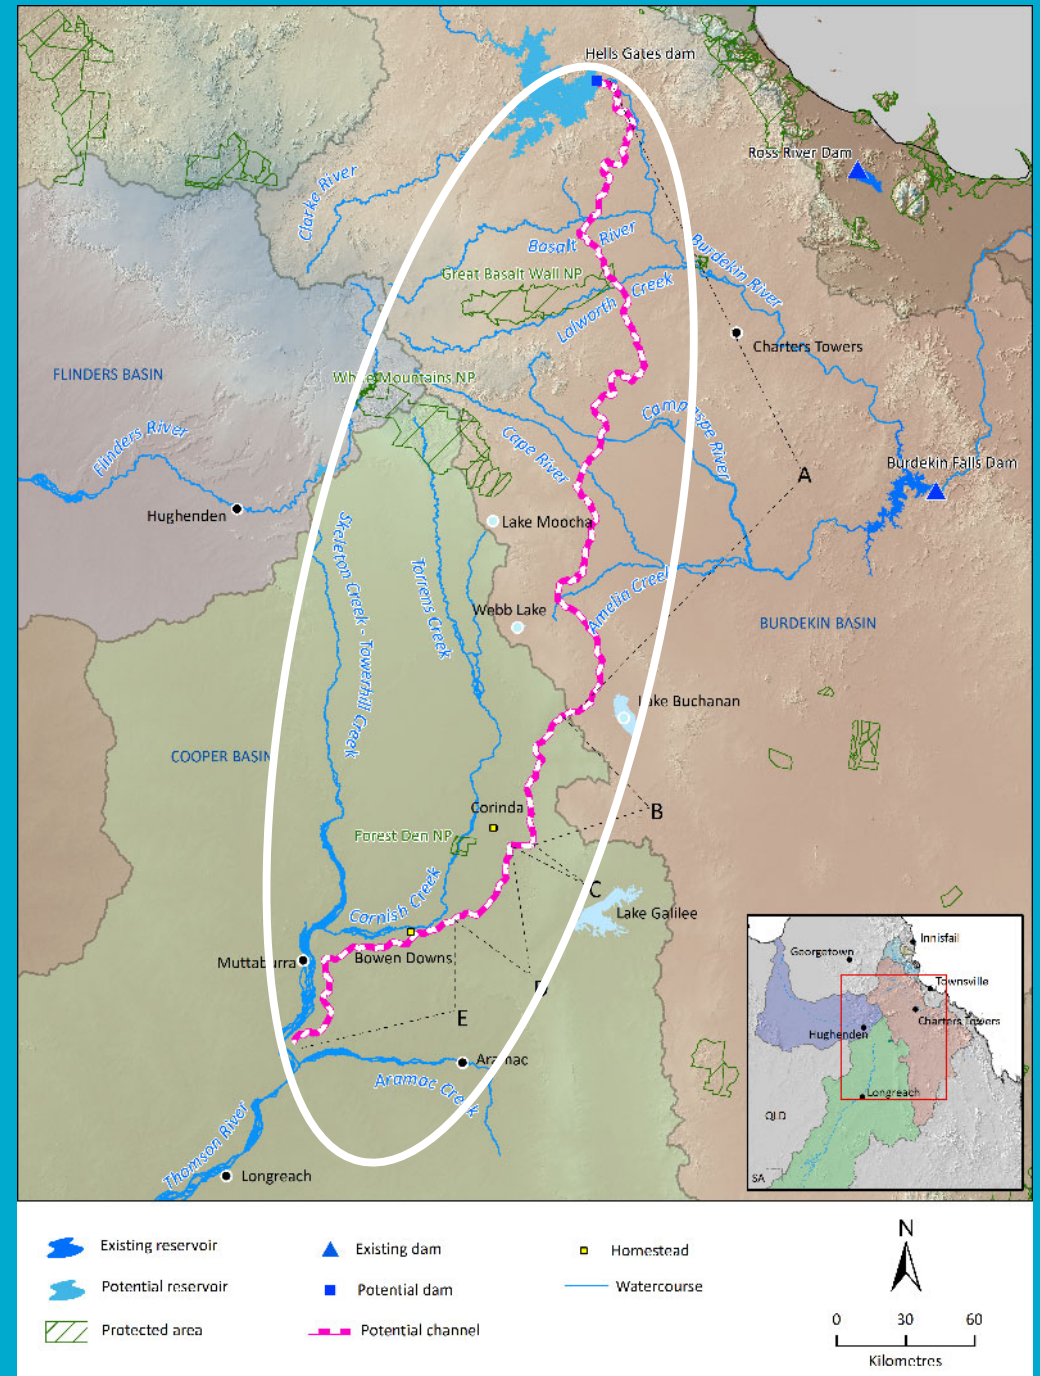 Hells Gates dam
Ross River Dam
Clarke River
Basalt River
Burdekin River
Great Basalt Wall NP
Lolworth Creek
Charters Towers
FLINDERS BASIN
White Mountains NP
Flinders River
Campaspe River
Cape River
Burdekin Falls Dam
A
Hughenden
Lake Moocha
Skeleton Creek - Towerhill Creek
Torrens Creek
Amelia Creek
Webb Lake
BURDEKIN BASIN
Lake Buchanan
COOPER BASIN
Corinda
B
Forest Den NP
C
Cornish Creek
Lake Galilee
Muttaburra
Bowen Downs
D
E
Aramac
Aramac Creek
Thomson River
Longreach
Innisfail
Georgetown
Townsville
Charters Towers
Hughenden
Longreach
QLD
SA
Existing reservoir
Existing dam
Homestead
Potential reservoir
Potential dam
Watercourse
Protected area
Potential channel
N
0 30 60
Kilometres